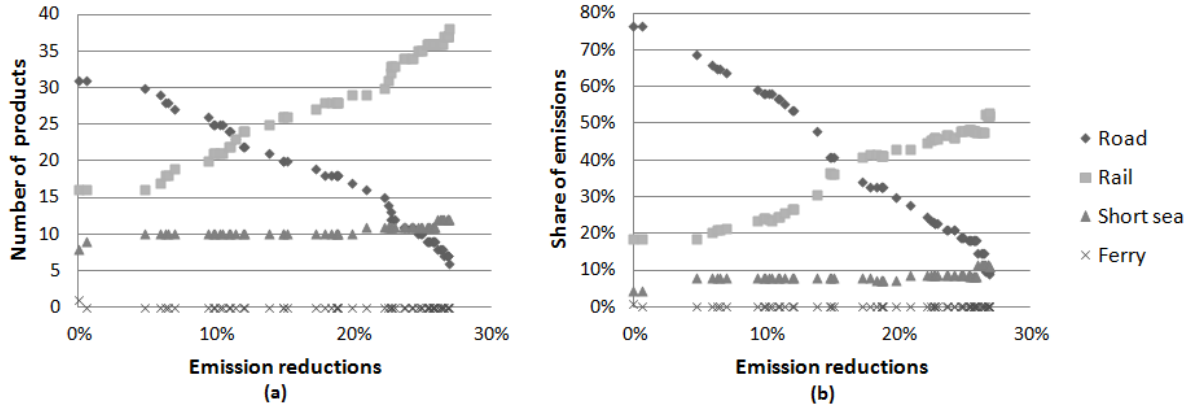 40
35
30
25
20
15
10
5
0
0%
10%
20%
30%
Number of products
Emission reductions
(a)
80%
70%
60%
50%
40%
30%
20%
10%
0%
0%
10%
20%
30%
Share of emissions
Emission reductions
(b)
Road
Rail
Short sea
Ferry